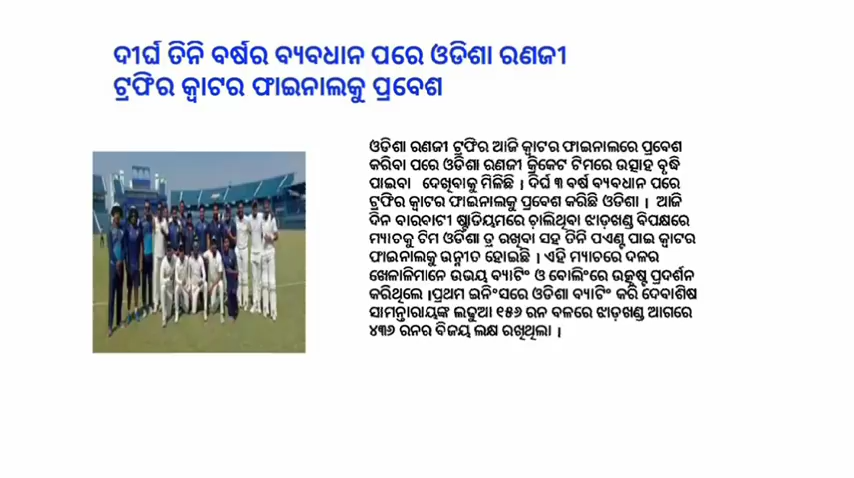 ଦୀର୍ଘ ତିନି ବର୍ଷର ବ୍ୟବଧାନ ପରେ ଓଡିଶା ରଣଜୀ
ଟ୍ରଫିର କ୍ୱାଟର ଫାଇନାଲକୁ ପ୍ରବେଶ
ଓଡିଶା ରଣଜୀ ଟ୍ରଫିର ଆଜି କ୍ୱାଟର ଫାଇନାଲରେ ପ୍ରବେଶ
କରିବା ପରେ ଓଡିଶା ରଣଜୀ କ୍ରିକେଟ ଟିମରେ ଉତ୍ସାହ ବୃଦ୍ଧି
ପାଇବା ଦେଖିବାକୁ ମିଳିଛି । ଦିର୍ଘ ୩ ବର୍ଷ ବ୍ୟବଧାନ ପରେ
ଟ୍ରଫିର କ୍ୱାଟର ଫାଇନାଲକୁ ପ୍ରବେଶ କରିଛି ଓଡିଶା । ଆଜି
ଦିନ ବାରବାଟୀ ଷ୍ଟାଡିୟମରେ ଚାଲିଥିବା ଝାଡ଼ଖଣ୍ଡ ବିପକ୍ଷରେ
ମ୍ୟାଚକୁ ଟିମ ଓଡିଶା ଡ୍ର ରଖିବା ସହ ତିନି ପଏଣ୍ଟ ପାଇ କ୍ୱାଟର
ଫାଇନାଲକୁ ଉନ୍ନୀତ ହୋଇଛି । ଏହି ମ୍ୟାଚରେ ଦଳର
ଖେଳାଳିମାନେ ଉଭୟ ବ୍ୟାଟିଂ ଓ ବୋଲିଂରେ ଉତ୍କୃଷ୍ଟ ପ୍ରଦର୍ଶନ
କରିଥିଲେ ।ପ୍ରଥମ ଇନିଂସରେ ଓଡିଶା ବ୍ୟାଟିଂ କରି ଦେବାଶିଷ
ସାମନ୍ତରାୟଙ୍କ ଲଢୁଆ ୧୫୬ ରନ ବଳରେ ଝାଡ଼ଖଣ୍ଡ ଆଗରେ
୪୩୬ ରନର ବିଜୟ ଲକ୍ଷ ରଖିଥିଲା ।